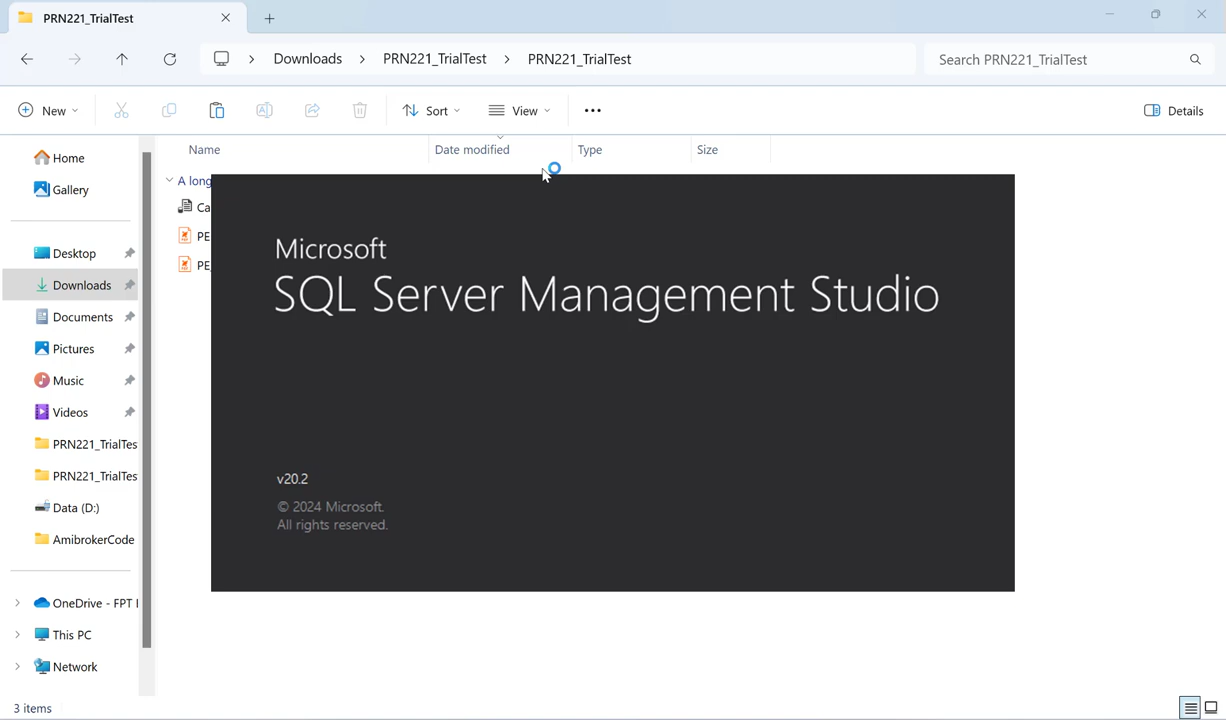 PRN221_TrialTest
Downloads
PRN221_TrialTest
PRN221_TrialTest
Search PRN221_TrialTest
New
Sort
View
Details
Name
Date modified
Type
Size
Home
Gallery
Desktop
Downloads
Documents
Pictures
Music
Videos
PRN221_TrialTes
PRN221_TrialTes
Data (D:)
AmibrokerCode
OneDrive - FPT
This PC
Network
A long
Ca
PE
PE_
Microsoft
SQL Server Management Studio
v20.2
© 2024 Microsoft.
All rights reserved.
3 items